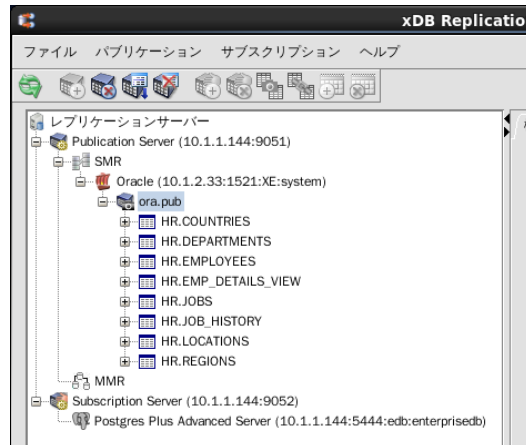 xDB Replicatio
ファイル パブリケーション サブスクリプション ヘルプ
レプリケーションサーバー
Publication Server (10.1.1.144:9051)
SMR
Oracle (10.1.2.33:1521:XE:system)
ora.pub
HR.COUNTRIES
HR.DEPARTMENTS
HR.EMPLOYEES
HR.EMP_DETAILS_VIEW
HR.JOBS
HR.JOB_HISTORY
HR.LOCATIONS
HR.REGIONS
MMR
Subscription Server (10.1.1.144:9052)
Postgres Plus Advanced Server (10.1.1.144:5444:edb:enterprisedb)